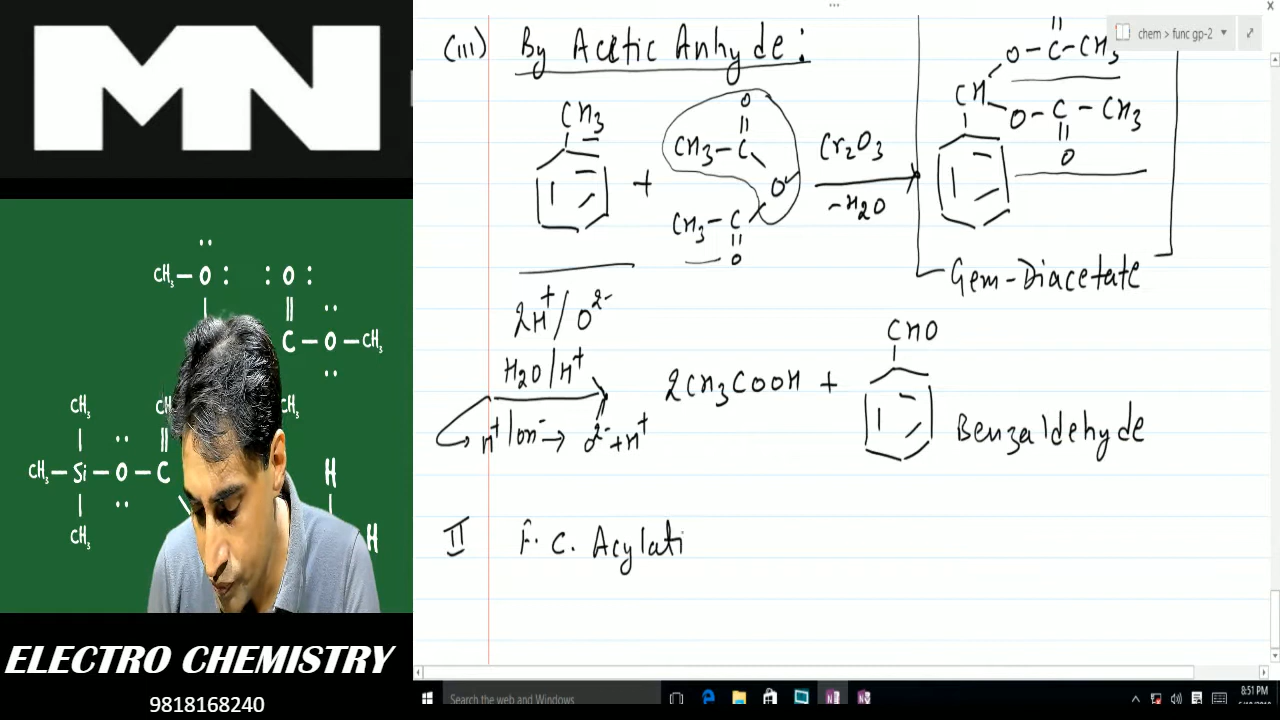 MN
CH₃ — O :
: O :
C — O — CH₃
CH₃
CH₃
CH₃ — Si — O — C
CH₃
H
H
ELECTRO CHEMISTRY
9818168240
chem > func gp-2
(III) By Acetic Anhyde :
CH₃
+
O
CH₃ – C
O
CH₃ – C
O
Cr₂O₃
–H₂O
O – C – CH₃
CH
O – C – CH₃
O
Gem-Diacetate
2H⁺ / O²⁻
H₂O / H⁺
H⁺ | OH⁻ → O²⁻ + H⁺
2CH₃COOH +
CHO
Benzaldehyde
II F. C. Acylati
Search the web and Windows
8:51 PM